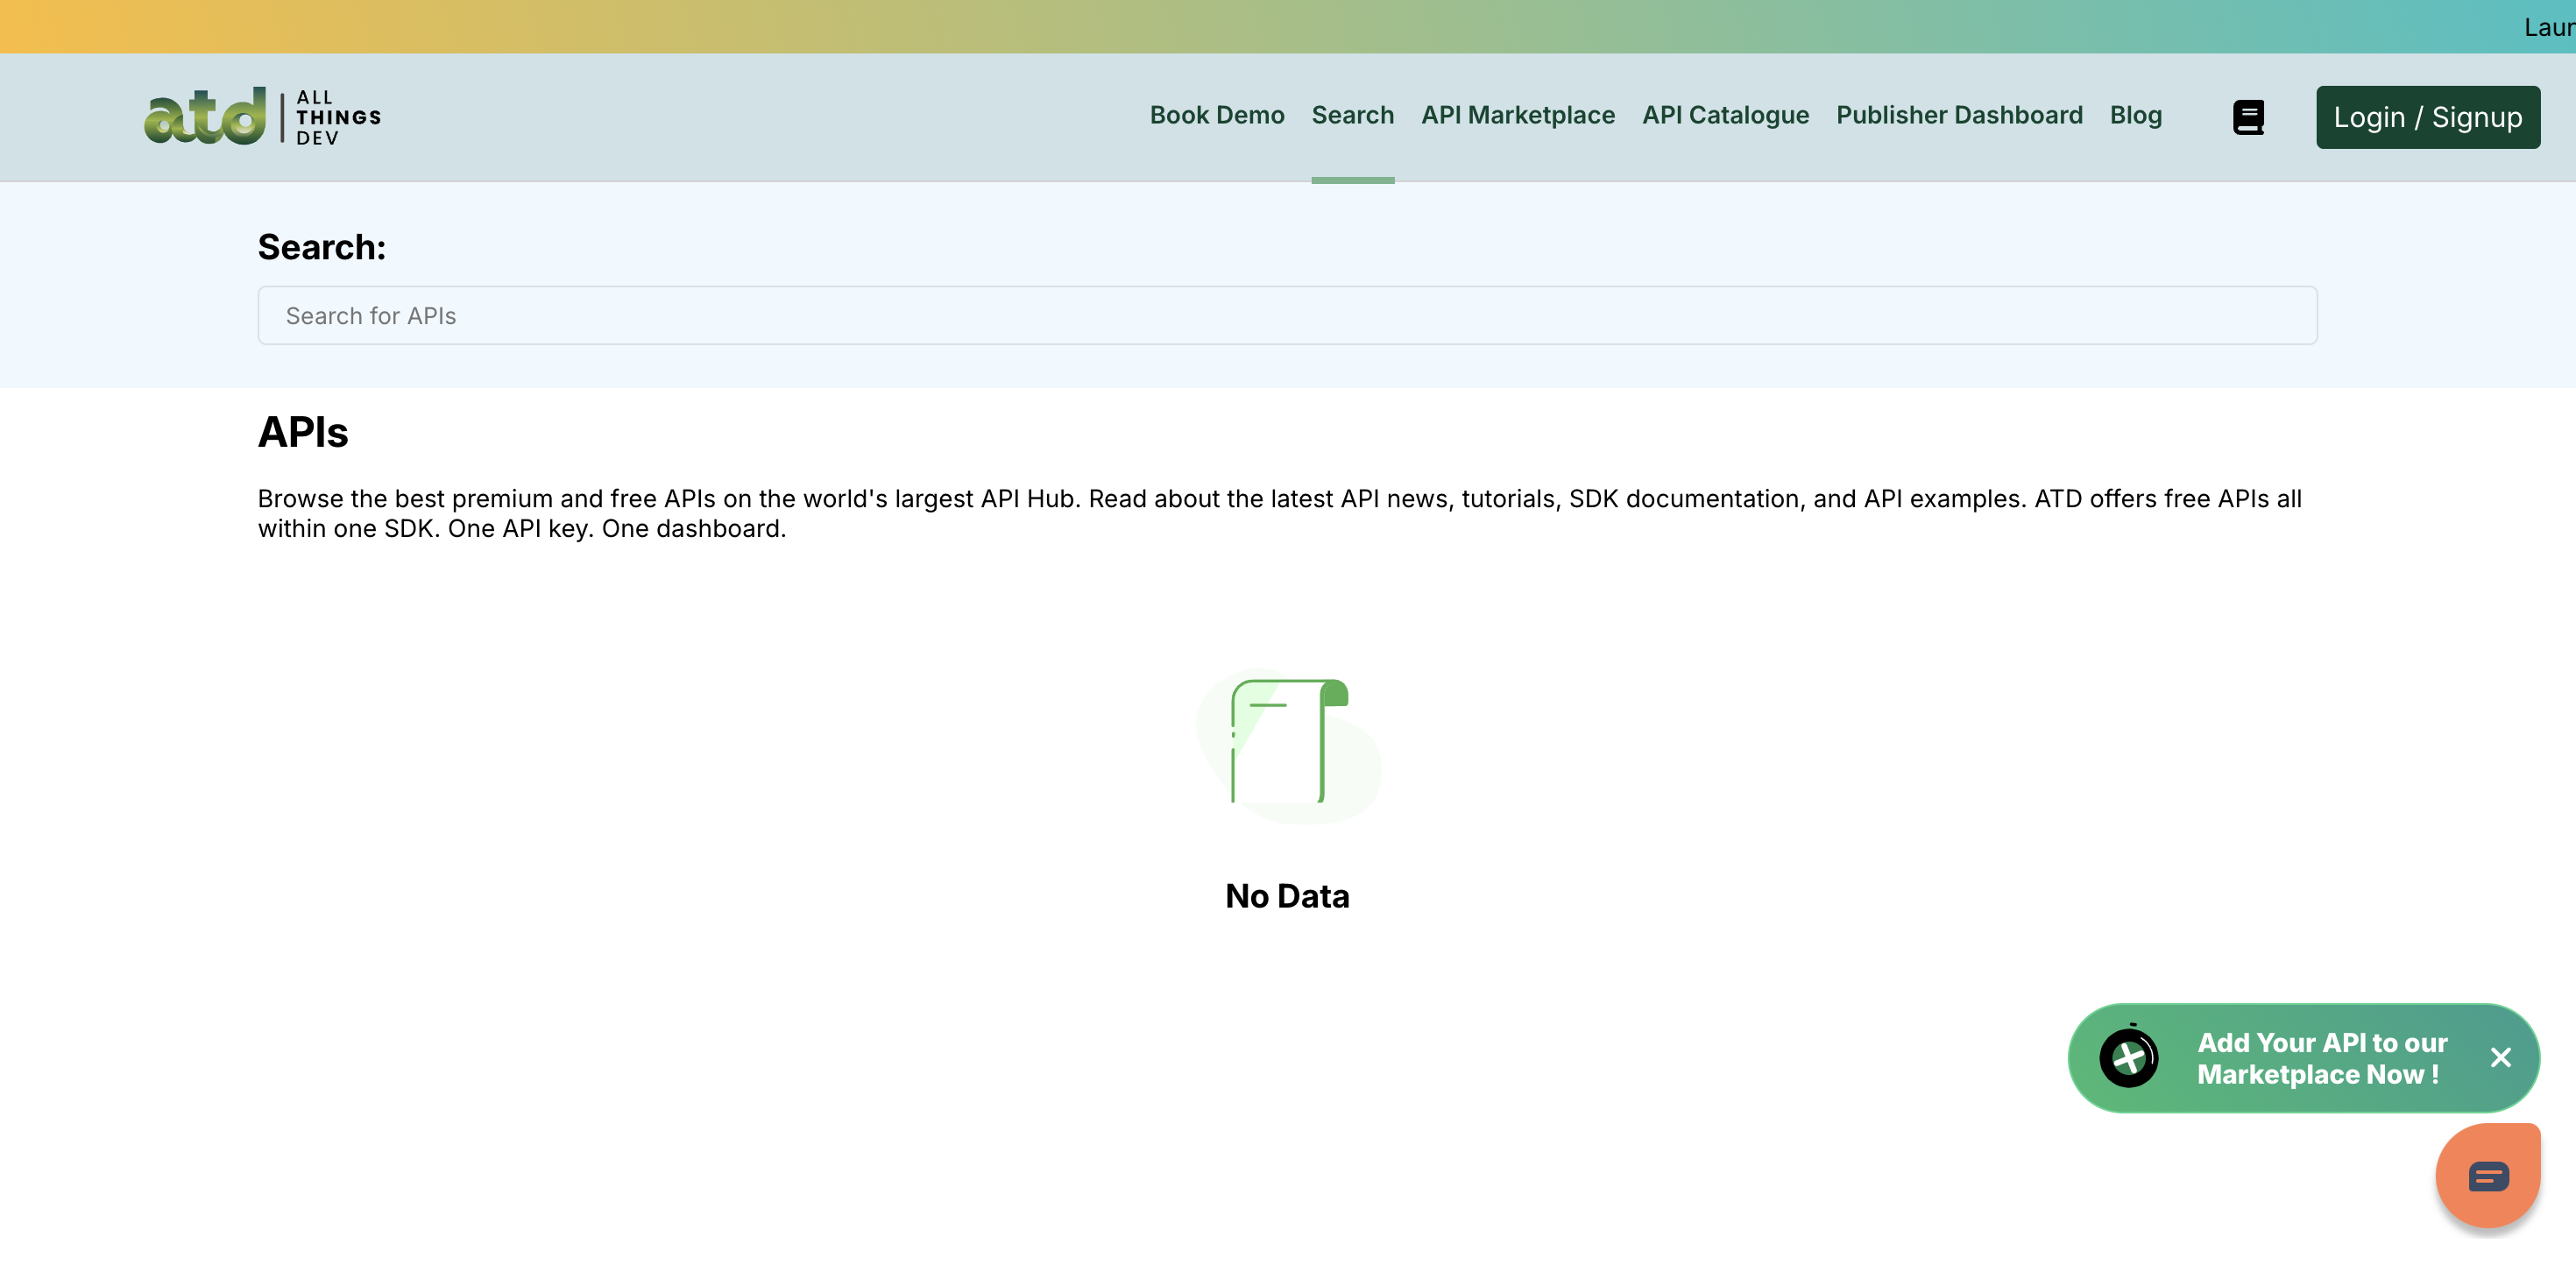 atd
ALL
THINGS
DEV
Book Demo
Search
API Marketplace
API Catalogue
Publisher Dashboard
Blog
Login / Signup
Search:
Search for APIs
APIs
Browse the best premium and free APIs on the world's largest API Hub. Read about the latest API news, tutorials, SDK documentation, and API examples. ATD offers free APIs all
within one SDK. One API key. One dashboard.
No Data
Add Your API to our
Marketplace Now !